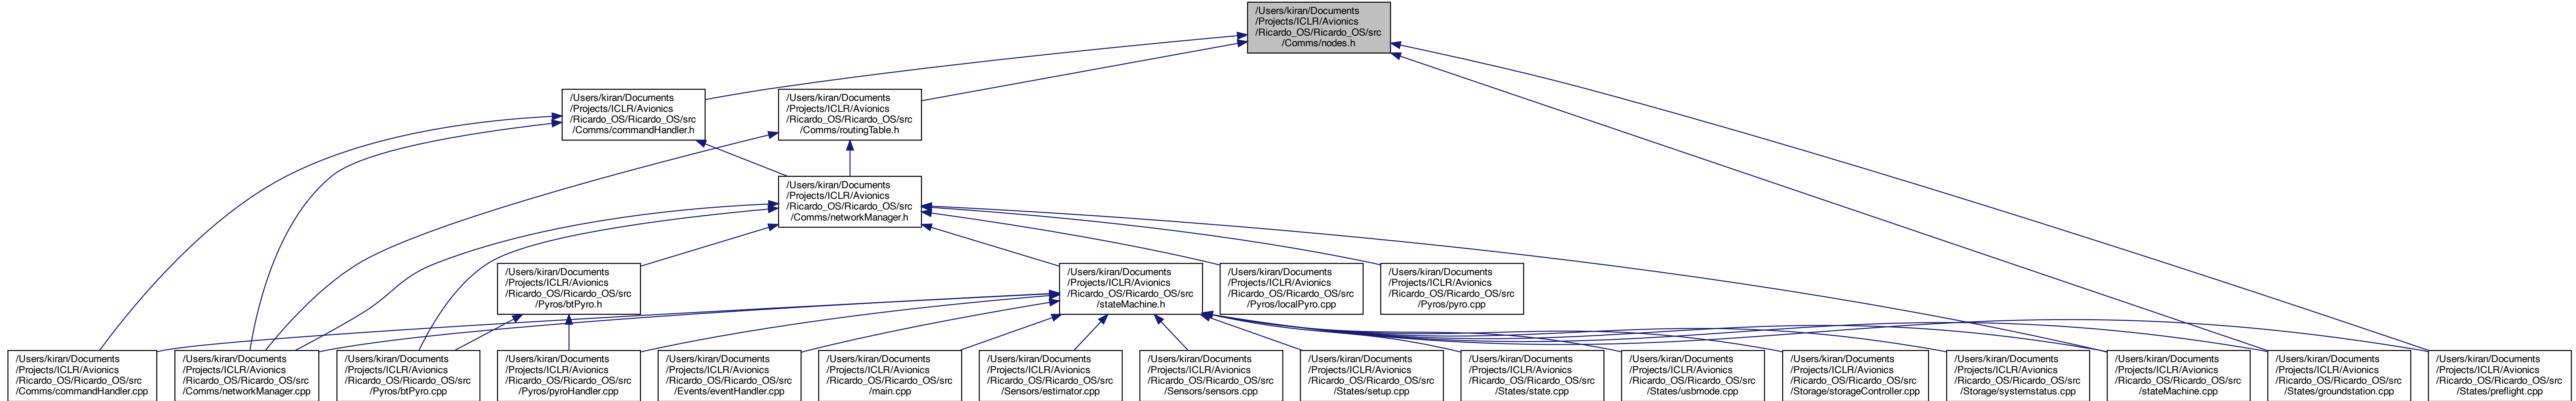 /Users/kiran/Documents
/Projects/ICLR/Avionics
/Ricardo_OS/Ricardo_OS/src
/Comms/nodes.h
/Users/kiran/Documents
/Projects/ICLR/Avionics
/Ricardo_OS/Ricardo_OS/src
/Comms/commandHandler.h
/Users/kiran/Documents
/Projects/ICLR/Avionics
/Ricardo_OS/Ricardo_OS/src
/Comms/routingTable.h
/Users/kiran/Documents
/Projects/ICLR/Avionics
/Ricardo_OS/Ricardo_OS/src
/Comms/networkManager.h
/Users/kiran/Documents
/Projects/ICLR/Avionics
/Ricardo_OS/Ricardo_OS/src
/Pyros/btPyro.h
/Users/kiran/Documents
/Projects/ICLR/Avionics
/Ricardo_OS/Ricardo_OS/src
/stateMachine.h
/Users/kiran/Documents
/Projects/ICLR/Avionics
/Ricardo_OS/Ricardo_OS/src
/Pyros/localPyro.cpp
/Users/kiran/Documents
/Projects/ICLR/Avionics
/Ricardo_OS/Ricardo_OS/src
/Pyros/pyro.cpp
/Users/kiran/Documents
/Projects/ICLR/Avionics
/Ricardo_OS/Ricardo_OS/src
/Comms/commandHandler.cpp
/Users/kiran/Documents
/Projects/ICLR/Avionics
/Ricardo_OS/Ricardo_OS/src
/Comms/networkManager.cpp
/Users/kiran/Documents
/Projects/ICLR/Avionics
/Ricardo_OS/Ricardo_OS/src
/Pyros/btPyro.cpp
/Users/kiran/Documents
/Projects/ICLR/Avionics
/Ricardo_OS/Ricardo_OS/src
/Pyros/pyroHandler.cpp
/Users/kiran/Documents
/Projects/ICLR/Avionics
/Ricardo_OS/Ricardo_OS/src
/Events/eventHandler.cpp
/Users/kiran/Documents
/Projects/ICLR/Avionics
/Ricardo_OS/Ricardo_OS/src
/main.cpp
/Users/kiran/Documents
/Projects/ICLR/Avionics
/Ricardo_OS/Ricardo_OS/src
/Sensors/estimator.cpp
/Users/kiran/Documents
/Projects/ICLR/Avionics
/Ricardo_OS/Ricardo_OS/src
/Sensors/sensors.cpp
/Users/kiran/Documents
/Projects/ICLR/Avionics
/Ricardo_OS/Ricardo_OS/src
/States/setup.cpp
/Users/kiran/Documents
/Projects/ICLR/Avionics
/Ricardo_OS/Ricardo_OS/src
/States/state.cpp
/Users/kiran/Documents
/Projects/ICLR/Avionics
/Ricardo_OS/Ricardo_OS/src
/States/usbmode.cpp
/Users/kiran/Documents
/Projects/ICLR/Avionics
/Ricardo_OS/Ricardo_OS/src
/Storage/storageController.cpp
/Users/kiran/Documents
/Projects/ICLR/Avionics
/Ricardo_OS/Ricardo_OS/src
/Storage/systemstatus.cpp
/Users/kiran/Documents
/Projects/ICLR/Avionics
/Ricardo_OS/Ricardo_OS/src
/stateMachine.cpp
/Users/kiran/Documents
/Projects/ICLR/Avionics
/Ricardo_OS/Ricardo_OS/src
/States/groundstation.cpp
/Users/kiran/Documents
/Projects/ICLR/Avionics
/Ricardo_OS/Ricardo_OS/src
/States/preflight.cpp